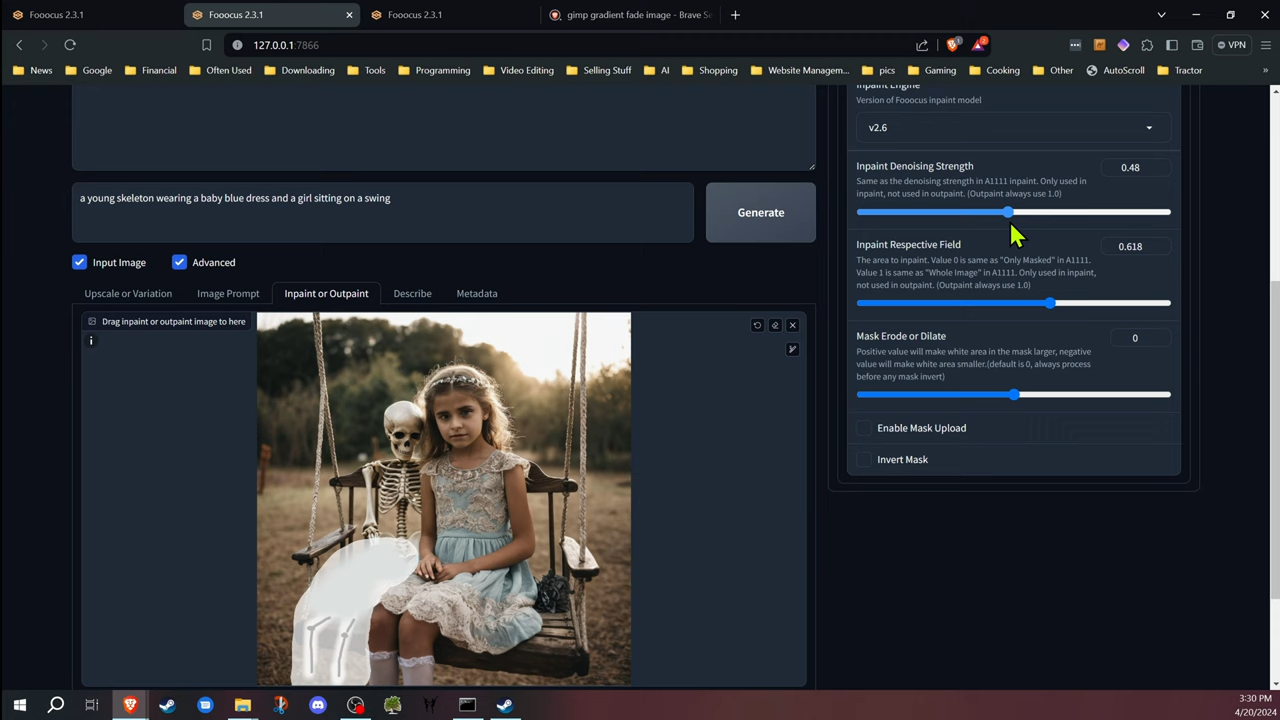 Fooocus 2.3.1
Fooocus 2.3.1
Fooocus 2.3.1
gimp gradient fade image - Brave Se
127.0.0.1:7866
1
2
VPN
News
Google
Financial
Often Used
Downloading
Tools
Programming
Video Editing
Selling Stuff
AI
Shopping
Website Managem...
pics
Gaming
Cooking
Other
AutoScroll
Tractor
»
a young skeleton wearing a baby blue dress and a girl sitting on a swing
Generate
Input Image
Advanced
Upscale or Variation
Image Prompt
Inpaint or Outpaint
Describe
Metadata
Drag inpaint or outpaint image to here
i
Inpaint Engine
Version of Fooocus inpaint model
v2.6
Inpaint Denoising Strength
0.48
Same as the denoising strength in A1111 inpaint. Only used in
inpaint, not used in outpaint. (Outpaint always use 1.0)
Inpaint Respective Field
0.618
The area to inpaint. Value 0 is same as "Only Masked" in A1111.
Value 1 is same as "Whole Image" in A1111. Only used in inpaint,
not used in outpaint. (Outpaint always use 1.0)
Mask Erode or Dilate
0
Positive value will make white area in the mask larger, negative
value will make white area smaller.(default is 0, always process
before any mask invert)
Enable Mask Upload
Invert Mask
3:30 PM
4/20/2024